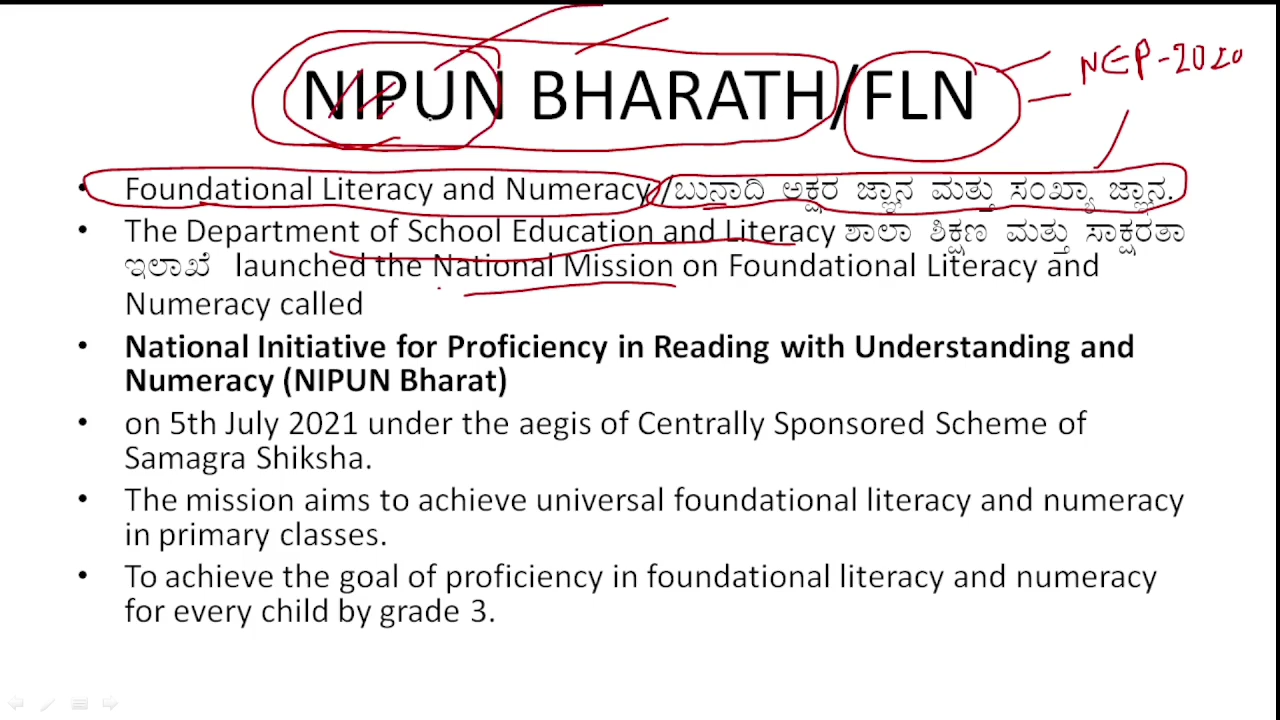 NIPUN BHARATH/FLN
NEP-2020
• Foundational Literacy and Numeracy /ಬುನಾದಿ ಅಕ್ಷರ ಜ್ಞಾನ ಮತ್ತು ಸಂಖ್ಯಾ ಜ್ಞಾನ.
• The Department of School Education and Literacy ಶಾಲಾ ಶಿಕ್ಷಣ ಮತ್ತು ಸಾಕ್ಷರತಾ
ಇಲಾಖೆ launched the National Mission on Foundational Literacy and
Numeracy called
• National Initiative for Proficiency in Reading with Understanding and
Numeracy (NIPUN Bharat)
• on 5th July 2021 under the aegis of Centrally Sponsored Scheme of
Samagra Shiksha.
• The mission aims to achieve universal foundational literacy and numeracy
in primary classes.
• To achieve the goal of proficiency in foundational literacy and numeracy
for every child by grade 3.